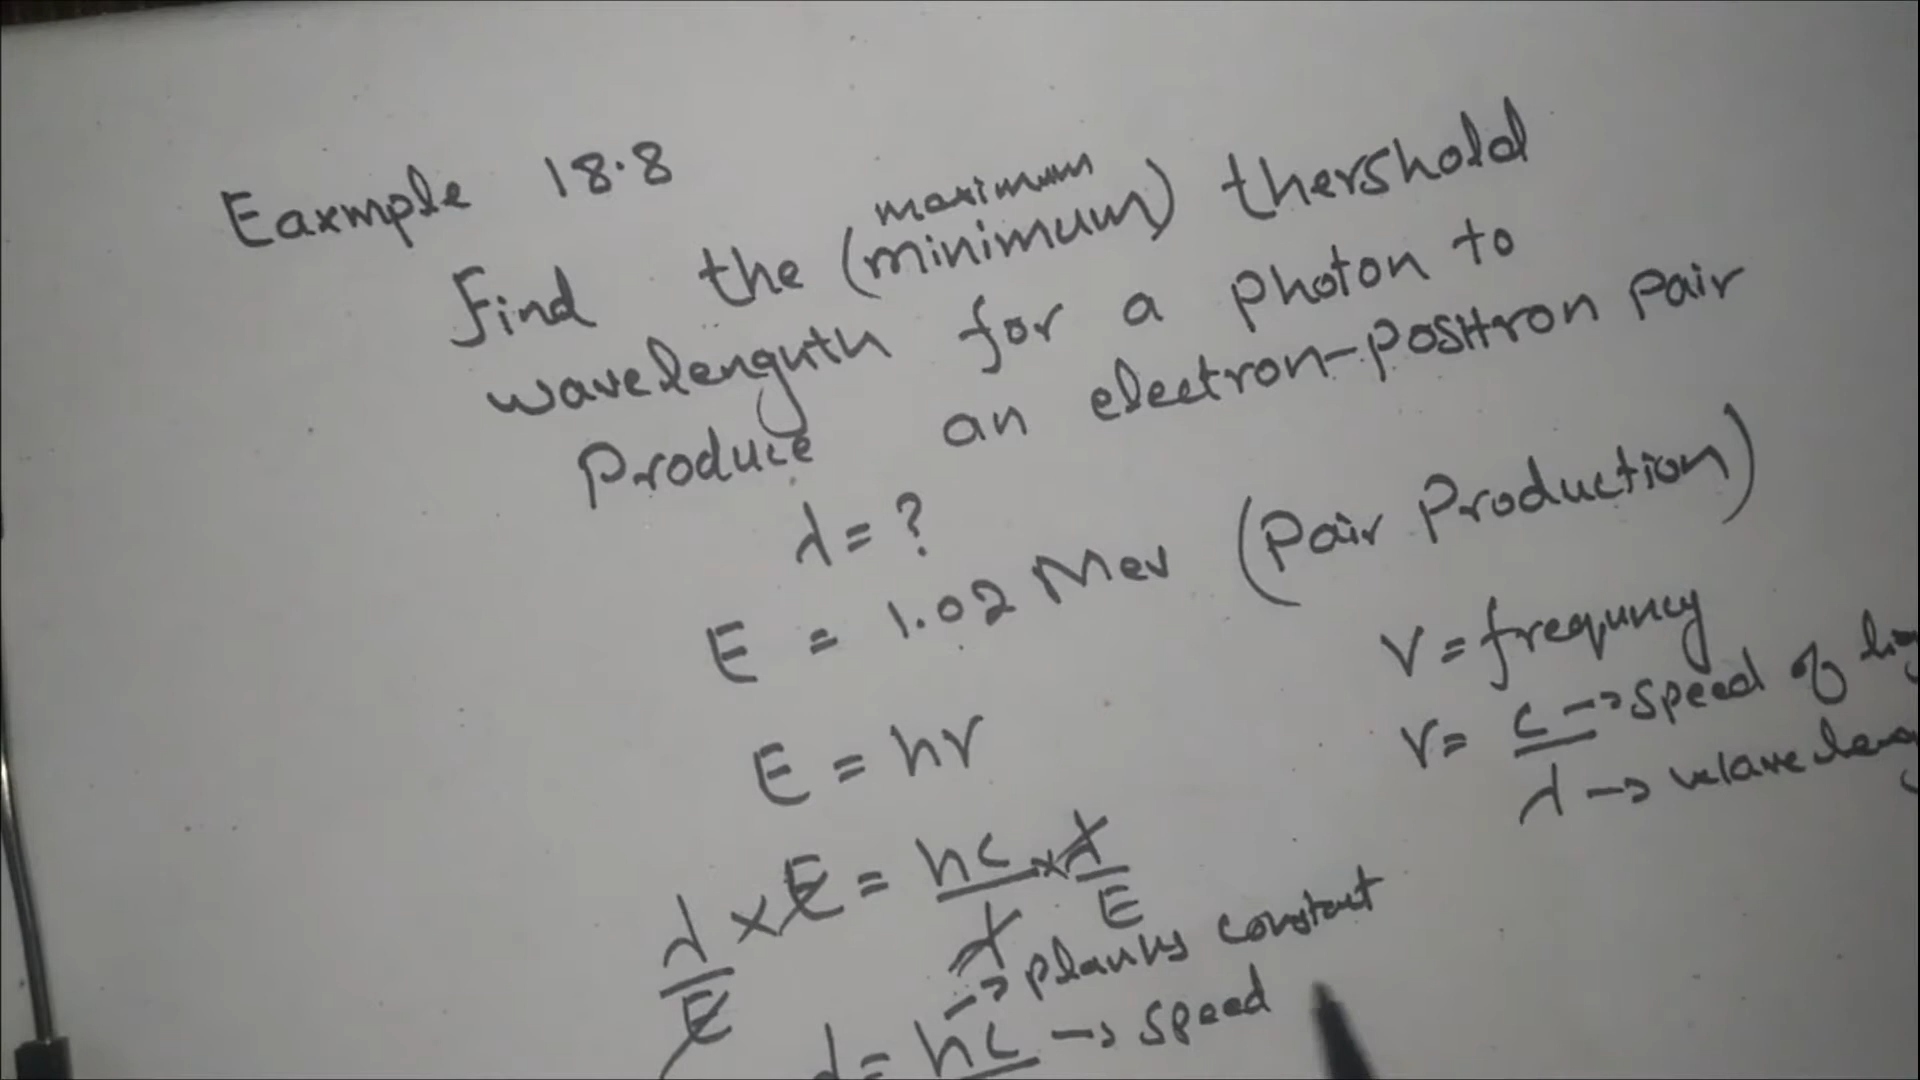 Eaxmple 18.8
maximum
Find the (minimum) thershold
wavelenguth for a photon to
Produce an electron-positron pair
λ = ?
E = 1.02 Mev (Pair Production)
V = frequncy
E = hν
ν = c → speed of
λ → wave
λ/E × E = hc/λ × λ/E
→ planks constant
λ = hc → speed